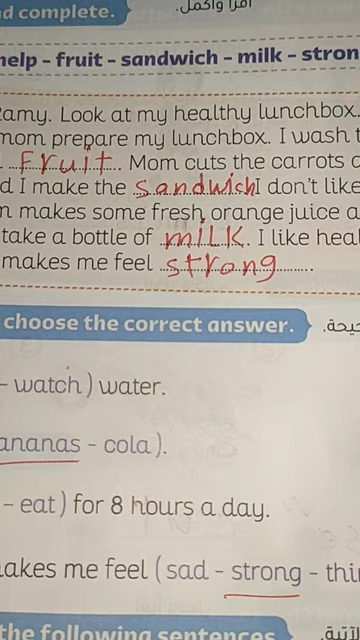 d complete. اقرأ وأكمل.
help - fruit - sandwich - milk - stron
Look at my healthy lunchbox.
mom prepare my lunchbox. I wash t
Fruit. Mom cuts the carrots
d I make the sandwich I don't like
makes some fresh orange juice a
take a bottle of milk. I like heal
makes me feel strong
choose the correct answer.
- watch ) water.
ananas - cola ).
- eat ) for 8 hours a day.
akes me feel ( sad - strong - thi
the following sentences